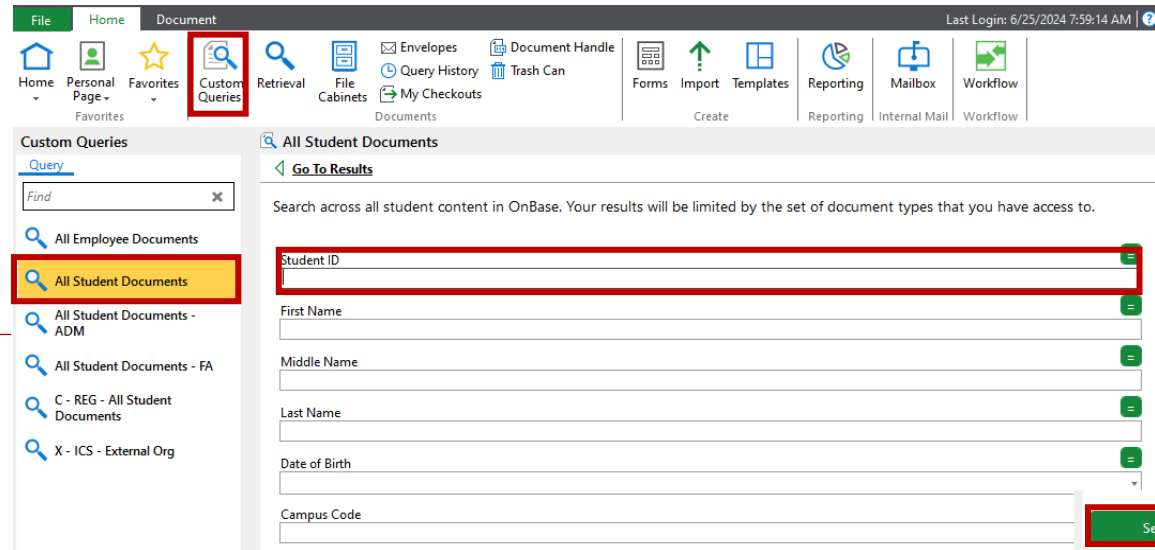 File Home Document Last Login: 6/25/2024 7:59:14 AM ?
Envelopes Document Handle
Query History Trash Can
My Checkouts
Home Personal Page Favorites Custom Queries Retrieval File Cabinets Forms Import Templates Reporting Mailbox Workflow
Favorites Documents Create Reporting Internal Mail Workflow
Custom Queries
Query
Find
All Employee Documents
All Student Documents
All Student Documents -
ADM
All Student Documents - FA
C - REG - All Student
Documents
X - ICS - External Org
All Student Documents
Go To Results
Search across all student content in OnBase. Your results will be limited by the set of document types that you have access to.
Student ID =
First Name =
Middle Name =
Last Name =
Date of Birth =
Campus Code
Se